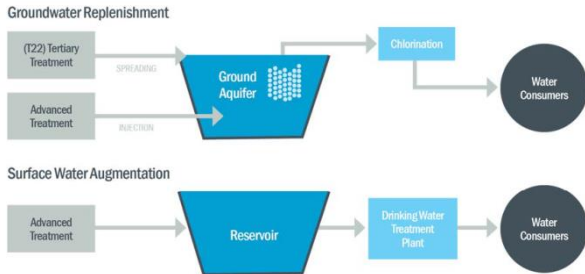 Groundwater Replenishment
(T22) Tertiary
Treatment
SPREADING
Ground
Aquifer
Chlorination
Water
Consumers
Advanced
Treatment
INJECTION
Surface Water Augmentation
Advanced
Treatment
Reservoir
Drinking Water
Treatment
Plant
Water
Consumers